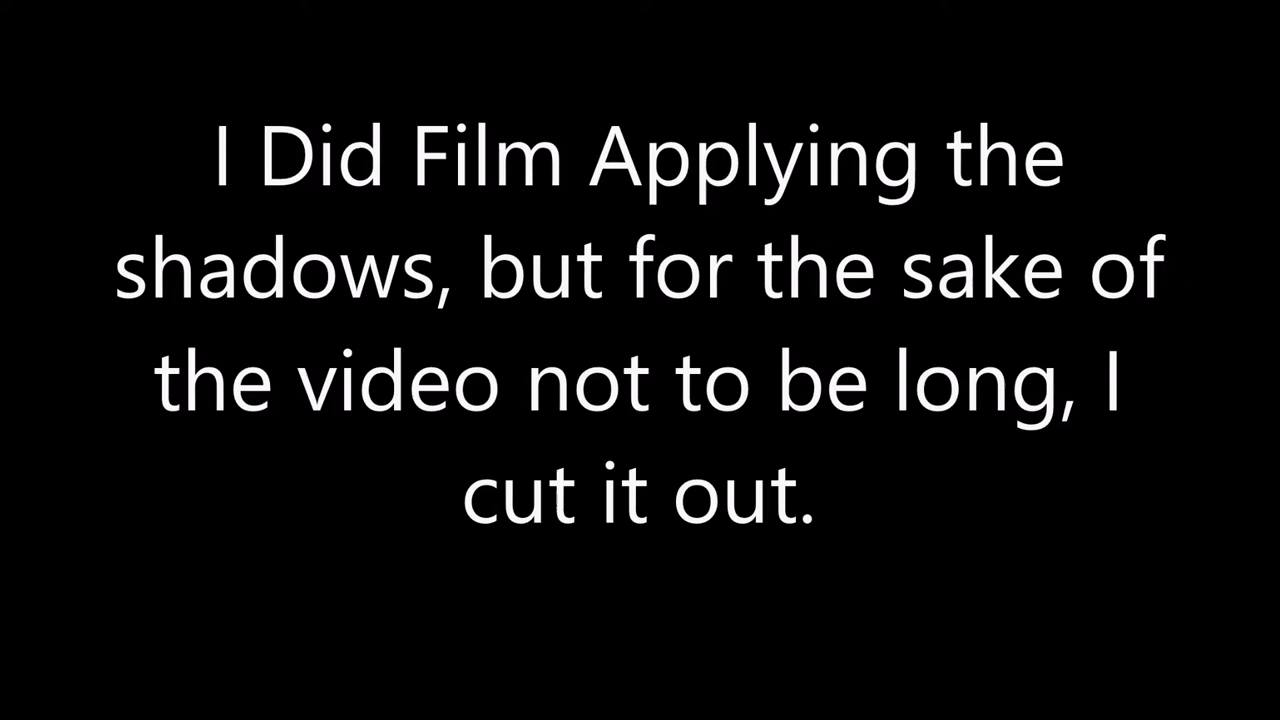 I Did Film Applying the
shadows, but for the sake of
the video not to be long, I
cut it out.